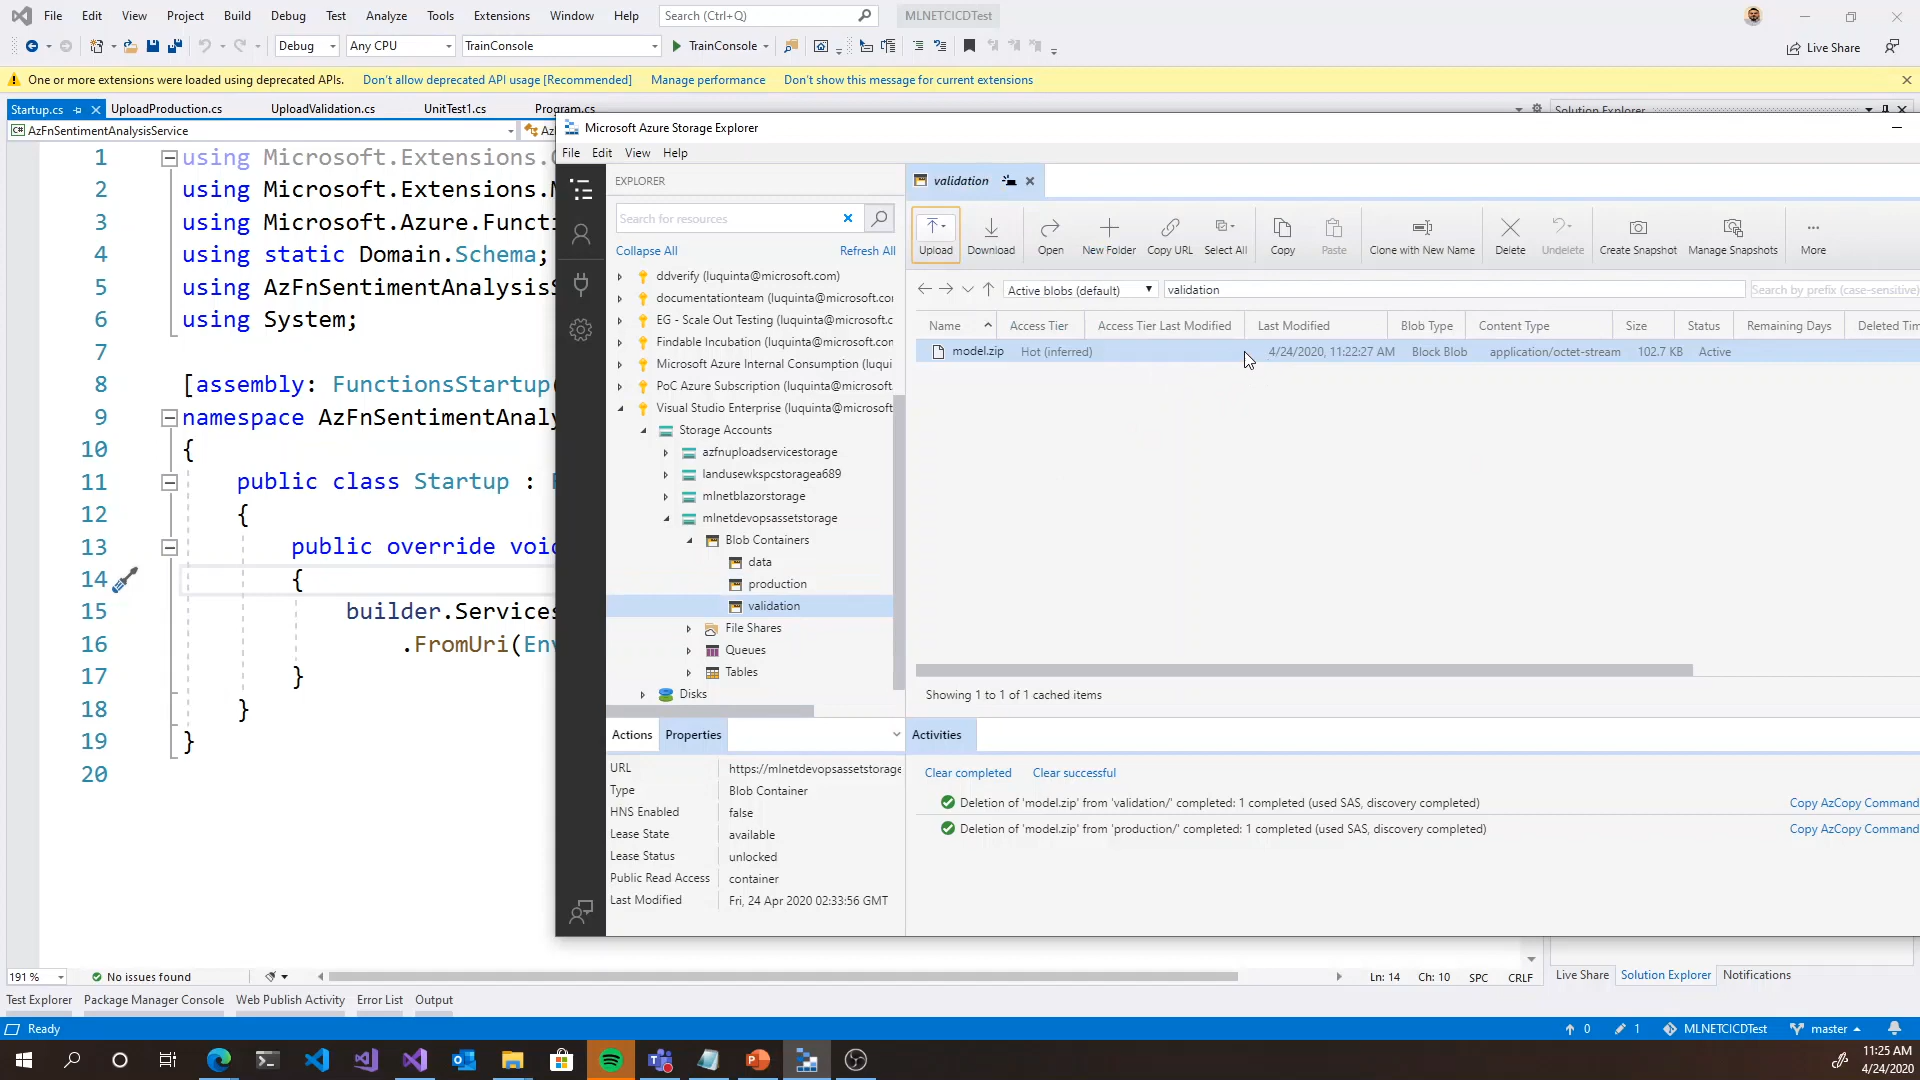 File Edit View Project Build Debug Test Analyze Tools Extensions Window Help Search (Ctrl+Q) MLNETCICDTest
Debug Any CPU TrainConsole TrainConsole Live Share
One or more extensions were loaded using deprecated APIs. Don't allow deprecated API usage [Recommended] Manage performance Don't show this message for current extensions
Startup.cs UploadProduction.cs UploadValidation.cs UnitTest1.cs Program.cs Solution Explorer
AzFnSentimentAnalysisService Az
1 using Microsoft.Extensions.
2 using Microsoft.Extensions.
3 using Microsoft.Azure.Functi
4 using static Domain.Schema;
5 using AzFnSentimentAnalysis
6 using System;
7
8 [assembly: FunctionsStartup(
9 namespace AzFnSentimentAnaly
10 {
11 public class Startup :
12 {
13 public override voi
14 {
15 builder.Services
16 .FromUri(Env
17 }
18 }
19 }
20
Microsoft Azure Storage Explorer
File Edit View Help
EXPLORER
Search for resources
Collapse All Refresh All
ddverify (luquinta@microsoft.com)
documentationteam (luquinta@microsoft.co
EG - Scale Out Testing (luquinta@microsoft.c
Findable Incubation (luquinta@microsoft.con
Microsoft Azure Internal Consumption (luqui
PoC Azure Subscription (luquinta@microsoft.
Visual Studio Enterprise (luquinta@microsoft
Storage Accounts
azfnuploadservicestorage
landusewkspcstoragea689
mlnetblazorstorage
mlnetdevopsassetstorage
Blob Containers
data
production
validation
File Shares
Queues
Tables
Disks
Actions Properties
URL https://mlnetdevopsassetstorage
Type Blob Container
HNS Enabled false
Lease State available
Lease Status unlocked
Public Read Access container
Last Modified Fri, 24 Apr 2020 02:33:56 GMT
validation
Upload Download Open New Folder Copy URL Select All Copy Paste Clone with New Name Delete Undelete Create Snapshot Manage Snapshots More
Active blobs (default) validation Search by prefix (case-sensitive)
Name Access Tier Access Tier Last Modified Last Modified Blob Type Content Type Size Status Remaining Days Deleted Tim
model.zip Hot (inferred) 4/24/2020, 11:22:27 AM Block Blob application/octet-stream 102.7 KB Active
Showing 1 to 1 of 1 cached items
Activities
Clear completed Clear successful
Deletion of 'model.zip' from 'validation/' completed: 1 completed (used SAS, discovery completed) Copy AzCopy Command
Deletion of 'model.zip' from 'production/' completed: 1 completed (used SAS, discovery completed) Copy AzCopy Command
191 % No issues found Ln: 14 Ch: 10 SPC CRLF Live Share Solution Explorer Notifications
Test Explorer Package Manager Console Web Publish Activity Error List Output
Ready 0 1 MLNETCICDTest master
11:25 AM
4/24/2020